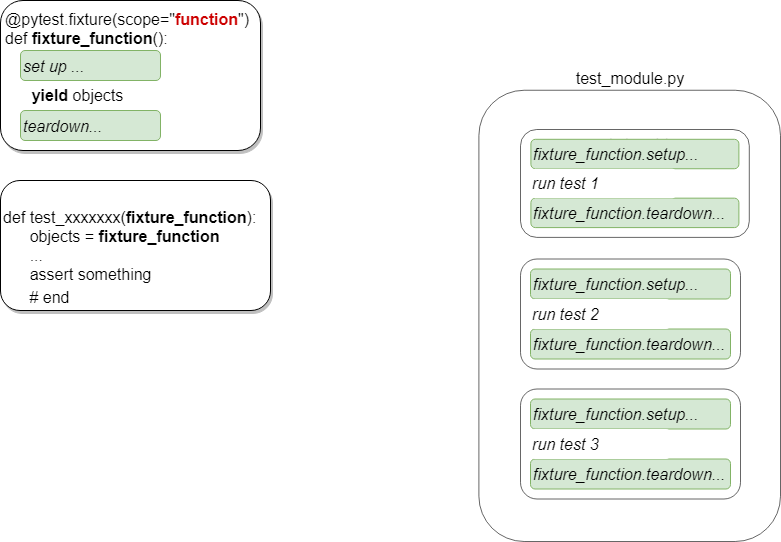 @pytest.fixture(scope="function")
def fixture_function():
set up ...
yield objects
teardown...
def test_xxxxxxx(fixture_function):
objects = fixture_function
...
assert something
# end
test_module.py
fixture_function.setup...
run test 1
fixture_function.teardown...
fixture_function.setup...
run test 2
fixture_function.teardown...
fixture_function.setup...
run test 3
fixture_function.teardown...